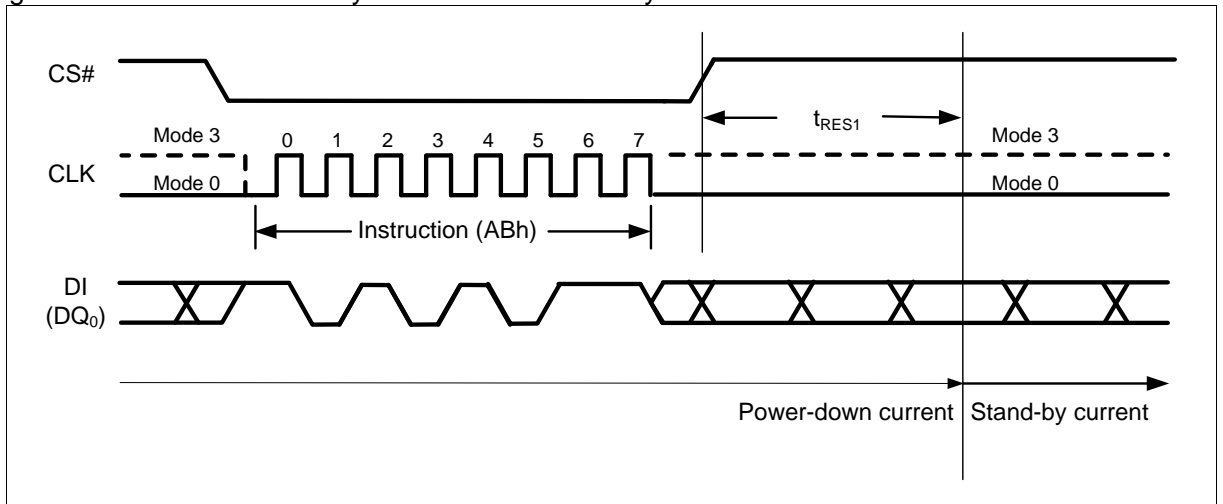 CS#
t_RES1
Mode 3 0 1 2 3 4 5 6 7 Mode 3
CLK
Mode 0 Mode 0
Instruction (ABh)
DI
(DQ₀)
Power-down current Stand-by current